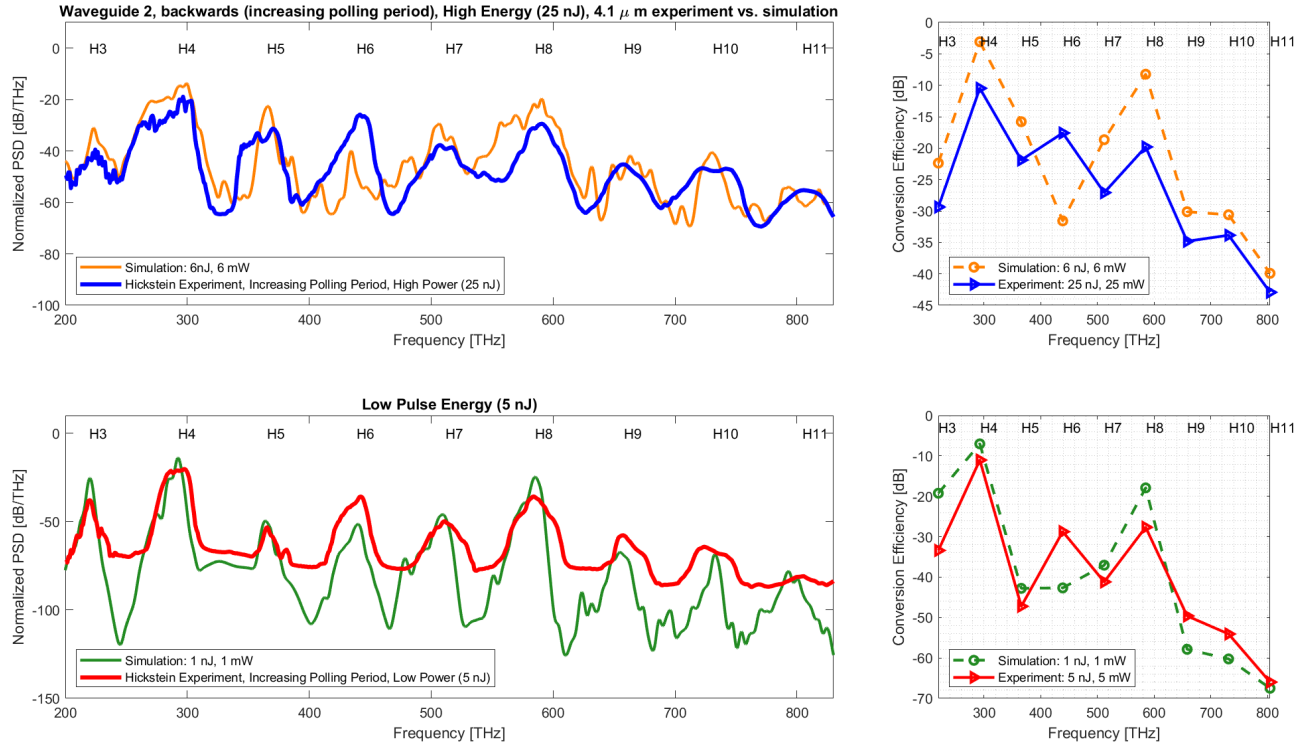 Waveguide 2, backwards (increasing polling period), High Energy (25 nJ), 4.1 μ m experiment vs. simulation
H3 H4 H5 H6 H7 H8 H9 H10 H11
0
-20
-40
-60
-80
-100
Normalized PSD [dB/THz]
Simulation: 6nJ, 6 mW
Hickstein Experiment, Increasing Polling Period, High Power (25 nJ)
200 300 400 500 600 700 800
Frequency [THz]
H3 H4 H5 H6 H7 H8 H9 H10 H11
0
-5
-10
-15
-20
-25
-30
-35
-40
-45
Conversion Efficiency [dB]
Simulation: 6 nJ, 6 mW
Experiment: 25 nJ, 25 mW
300 400 500 600 700 800
Frequency [THz]
Low Pulse Energy (5 nJ)
H3 H4 H5 H6 H7 H8 H9 H10 H11
0
-50
-100
-150
Normalized PSD [dB/THz]
Simulation: 1 nJ, 1 mW
Hickstein Experiment, Increasing Polling Period, Low Power (5 nJ)
200 300 400 500 600 700 800
Frequency [THz]
H3 H4 H5 H6 H7 H8 H9 H10 H11
0
-10
-20
-30
-40
-50
-60
-70
Conversion Efficiency [dB]
Simulation: 1 nJ, 1 mW
Experiment: 5 nJ, 5 mW
300 400 500 600 700 800
Frequency [THz]